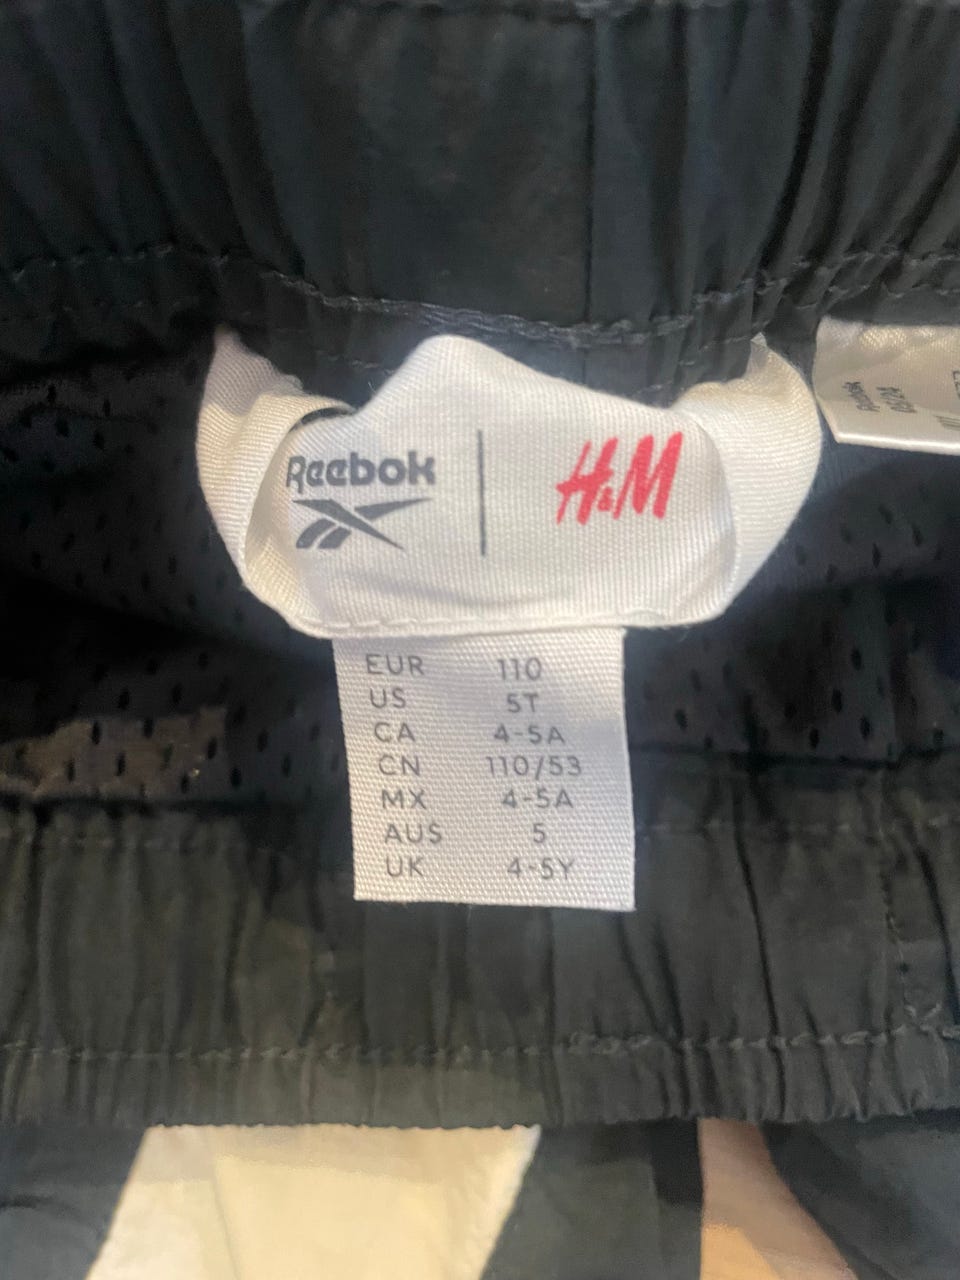 Reebok
H&M
EUR 110
US 5T
CA 4-5A
CN 110/53
MX 4-5A
AUS 5
UK 4-5Y
Reebok